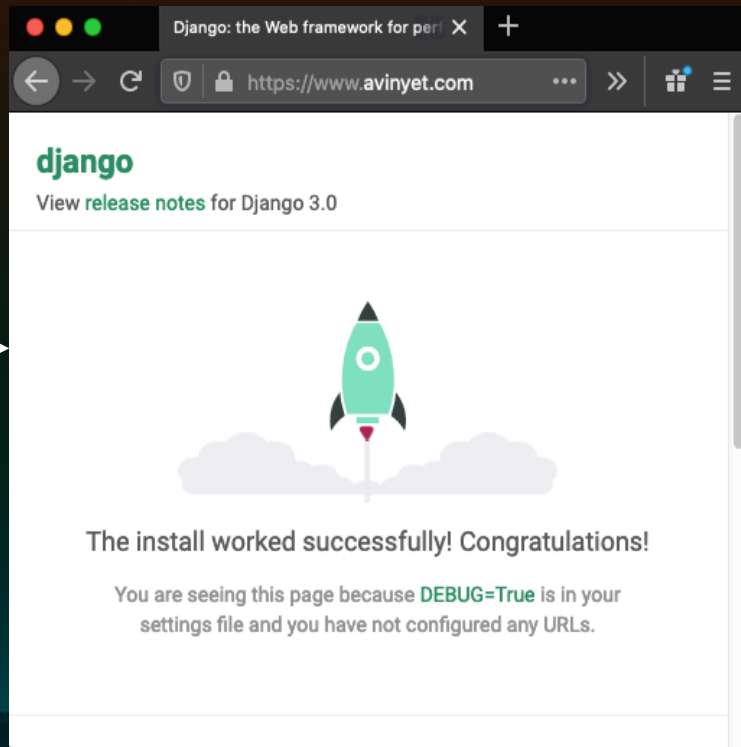 Django: the Web framework for perf
https://www.avinyet.com
django
View release notes for Django 3.0
The install worked successfully! Congratulations!
You are seeing this page because DEBUG=True is in your
settings file and you have not configured any URLs.